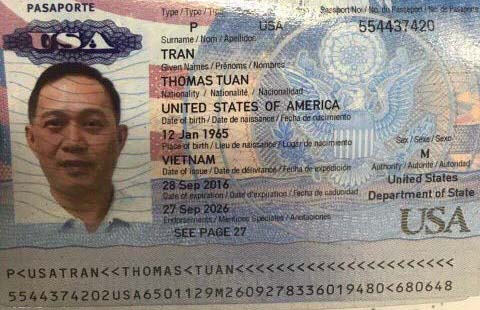 PASAPORTE
USA
Type / Type / Tipo
P
USA
Passport No / No. du Passeport / No. de Pasaporte
554437420
Surname / Nom / Apellidos
TRAN
Given Names / Prénoms / Nombres
THOMAS TUAN
Nationality / Nationalité / Nacionalidad
UNITED STATES OF AMERICA
Date of birth / Date de naissance / Fecha de nacimiento
12 Jan 1965
Place of birth / Lieu de naissance / Lugar de nacimiento
Sex / Sexe / Sexo
VIETNAM
M
Date of issue / Date de délivrance / Fecha de expedición
Authority / Autorité / Autoridad
28 Sep 2016
United States
Date of expiration / Date d'expiration / Fecha de caducidad
Department of State
27 Sep 2026
Endorsements / Mentions Spéciales / Anotaciones
SEE PAGE 27
USA
P<USATRAN<<THOMAS<TUAN<<<<<<<<<<<<<<<<<<<<<<
5544374202USA6501129M2609278336019480<680648